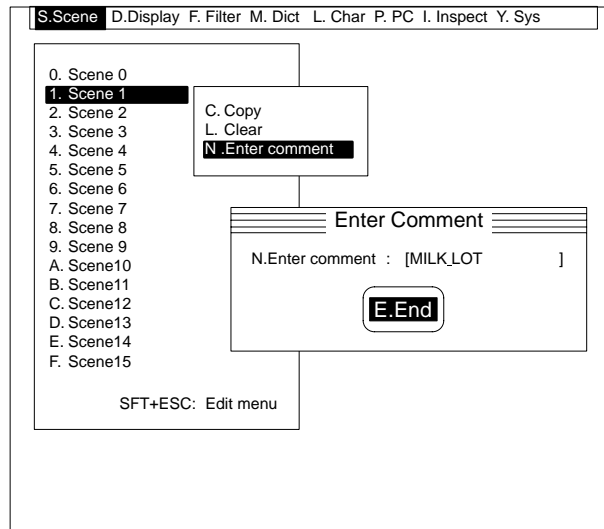 S.Scene D.Display F. Filter M. Dict L. Char P. PC I. Inspect Y. Sys
0. Scene 0
1. Scene 1
2. Scene 2
3. Scene 3
4. Scene 4
5. Scene 5
6. Scene 6
7. Scene 7
8. Scene 8
9. Scene 9
A. Scene10
B. Scene11
C. Scene12
D. Scene13
E. Scene14
F. Scene15
SFT+ESC: Edit menu
C. Copy
L. Clear
N .Enter comment
Enter Comment
N.Enter comment : [MILK_LOT ]
E.End